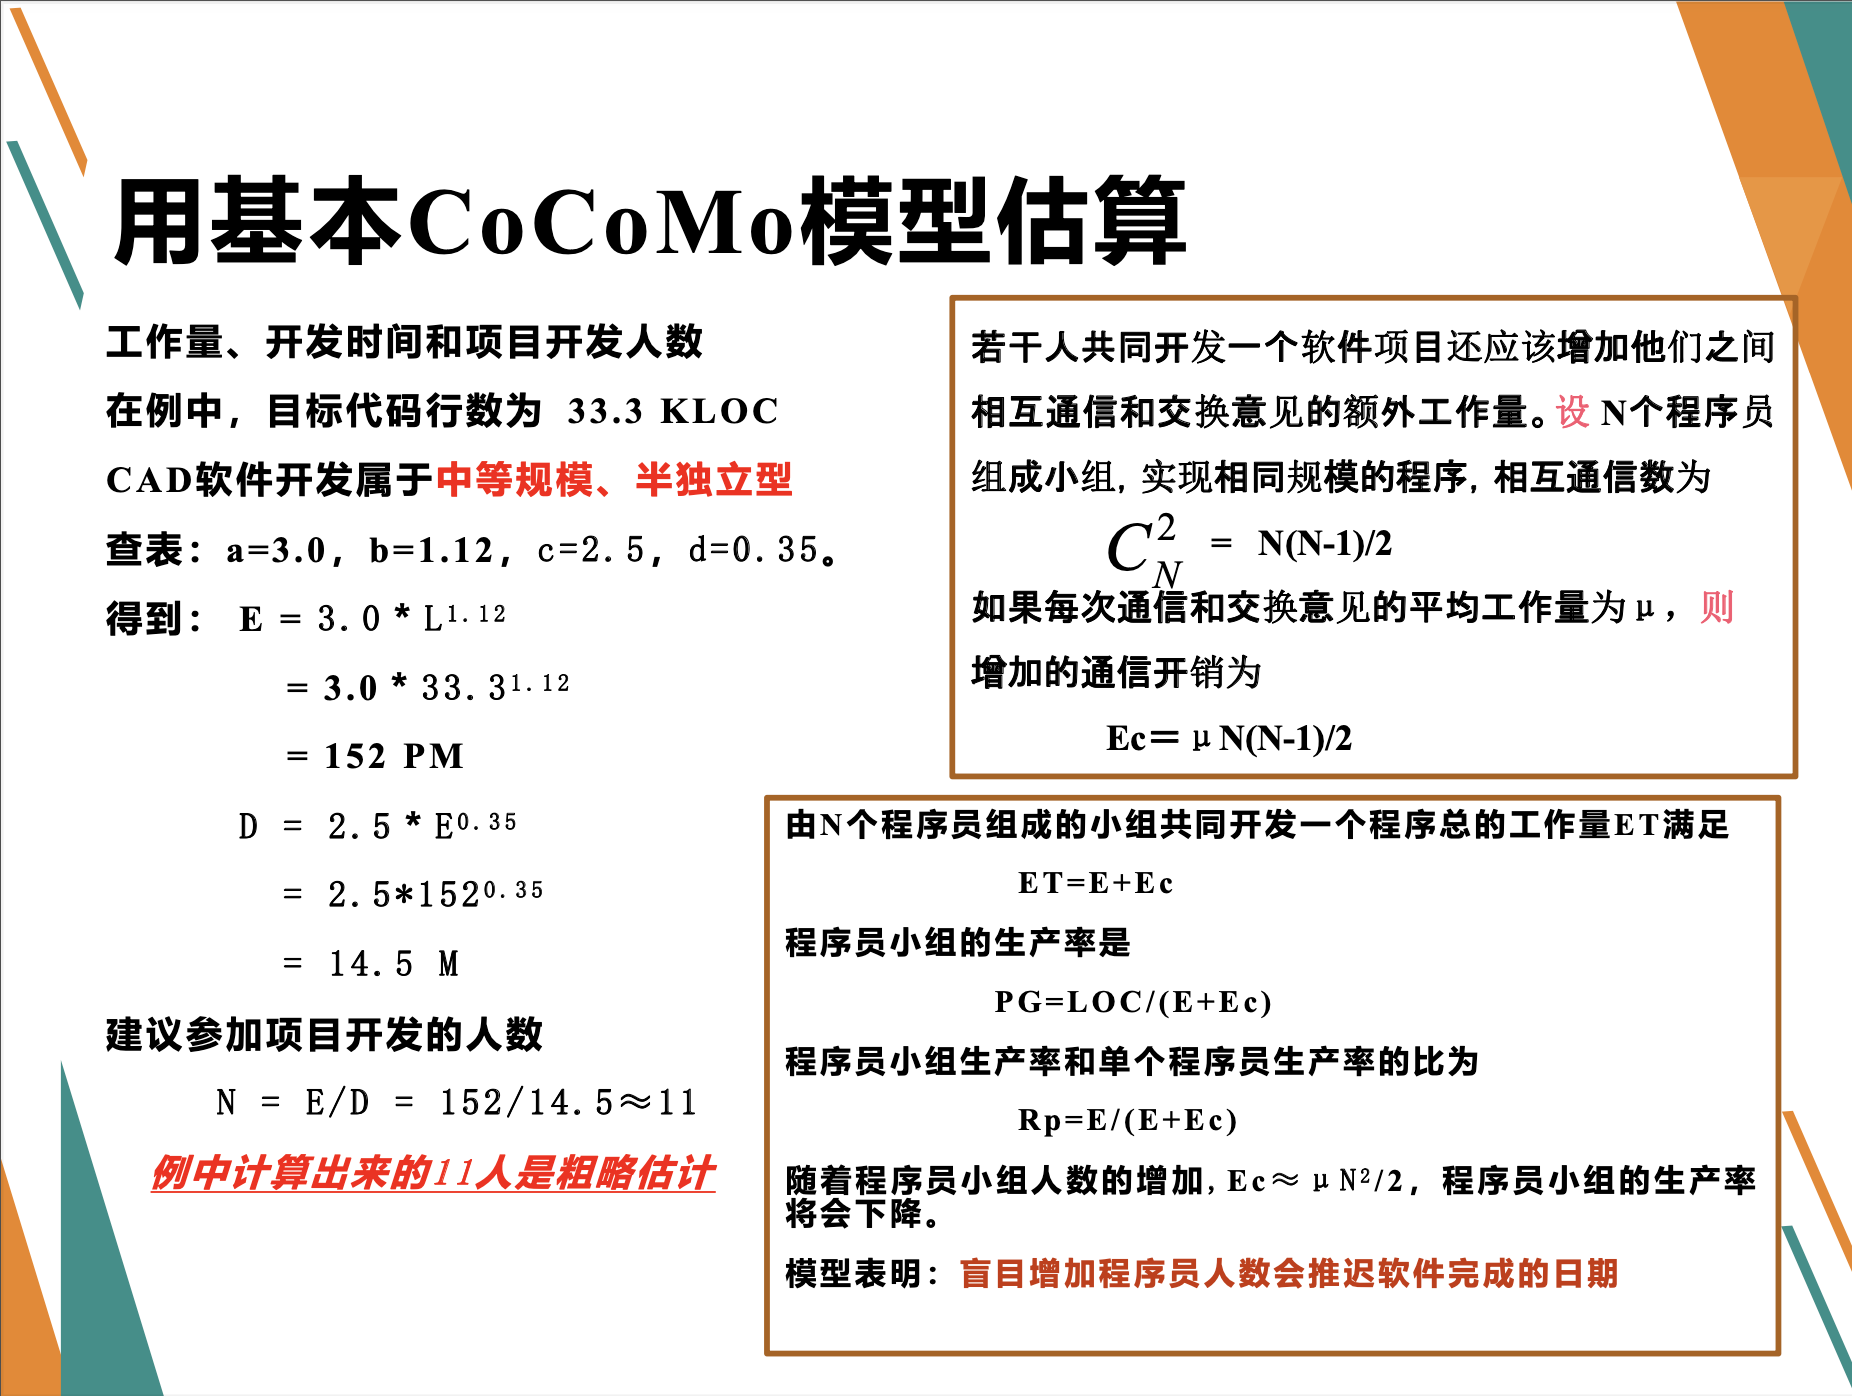 用基本CoCoMo模型估算
工作量、开发时间和项目开发人数
在例中，目标代码行数为 33.3 KLOC
CAD软件开发属于中等规模、半独立型
查表：a=3.0，b=1.12，c=2.5，d=0.35。
得到： E = 3.0 * L^1.12
= 3.0 * 33.3^1.12
= 152 PM
D = 2.5 * E^0.35
= 2.5*152^0.35
= 14.5 M
建议参加项目开发的人数
N = E/D = 152/14.5≈11
例中计算出来的11人是粗略估计
若干人共同开发一个软件项目还应该增加他们之间
相互通信和交换意见的额外工作量。设 N个程序员
组成小组, 实现相同规模的程序, 相互通信数为
C_N^2 = N(N-1)/2
如果每次通信和交换意见的平均工作量为μ，则
增加的通信开销为
Ec＝μN(N-1)/2
由N个程序员组成的小组共同开发一个程序总的工作量ET满足
ET=E+Ec
程序员小组的生产率是
PG=LOC/(E+Ec)
程序员小组生产率和单个程序员生产率的比为
Rp=E/(E+Ec)
随着程序员小组人数的增加, Ec≈μN²/2，程序员小组的生产率
将会下降。
模型表明：盲目增加程序员人数会推迟软件完成的日期